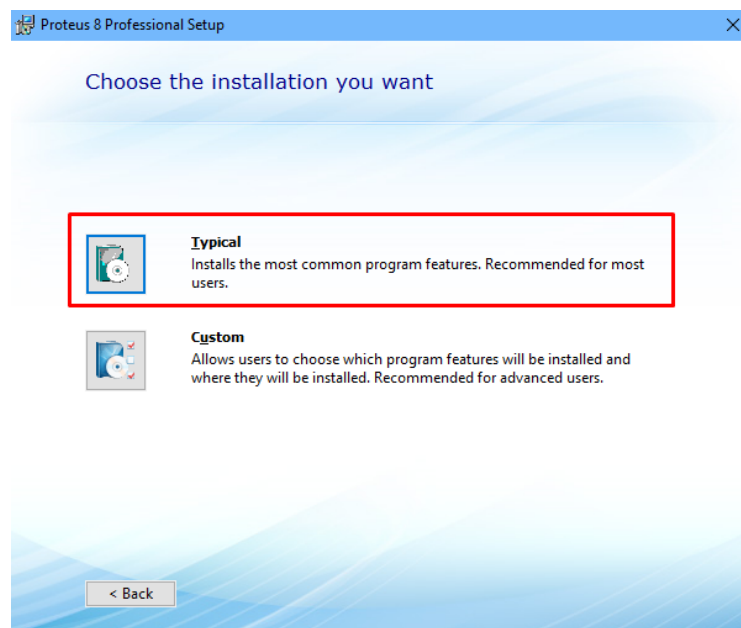 Proteus 8 Professional Setup
Choose the installation you want
Typical
Installs the most common program features. Recommended for most
users.
Custom
Allows users to choose which program features will be installed and
where they will be installed. Recommended for advanced users.
< Back